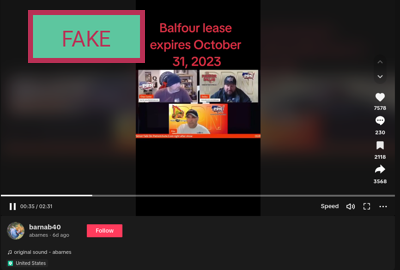 FAKE
Balfour lease
expires October
31, 2023
7578
230
2118
3568
00:35 / 02:31
Speed
barnab40
abarnes · 6d ago
Follow
original sound - abarnes
United States